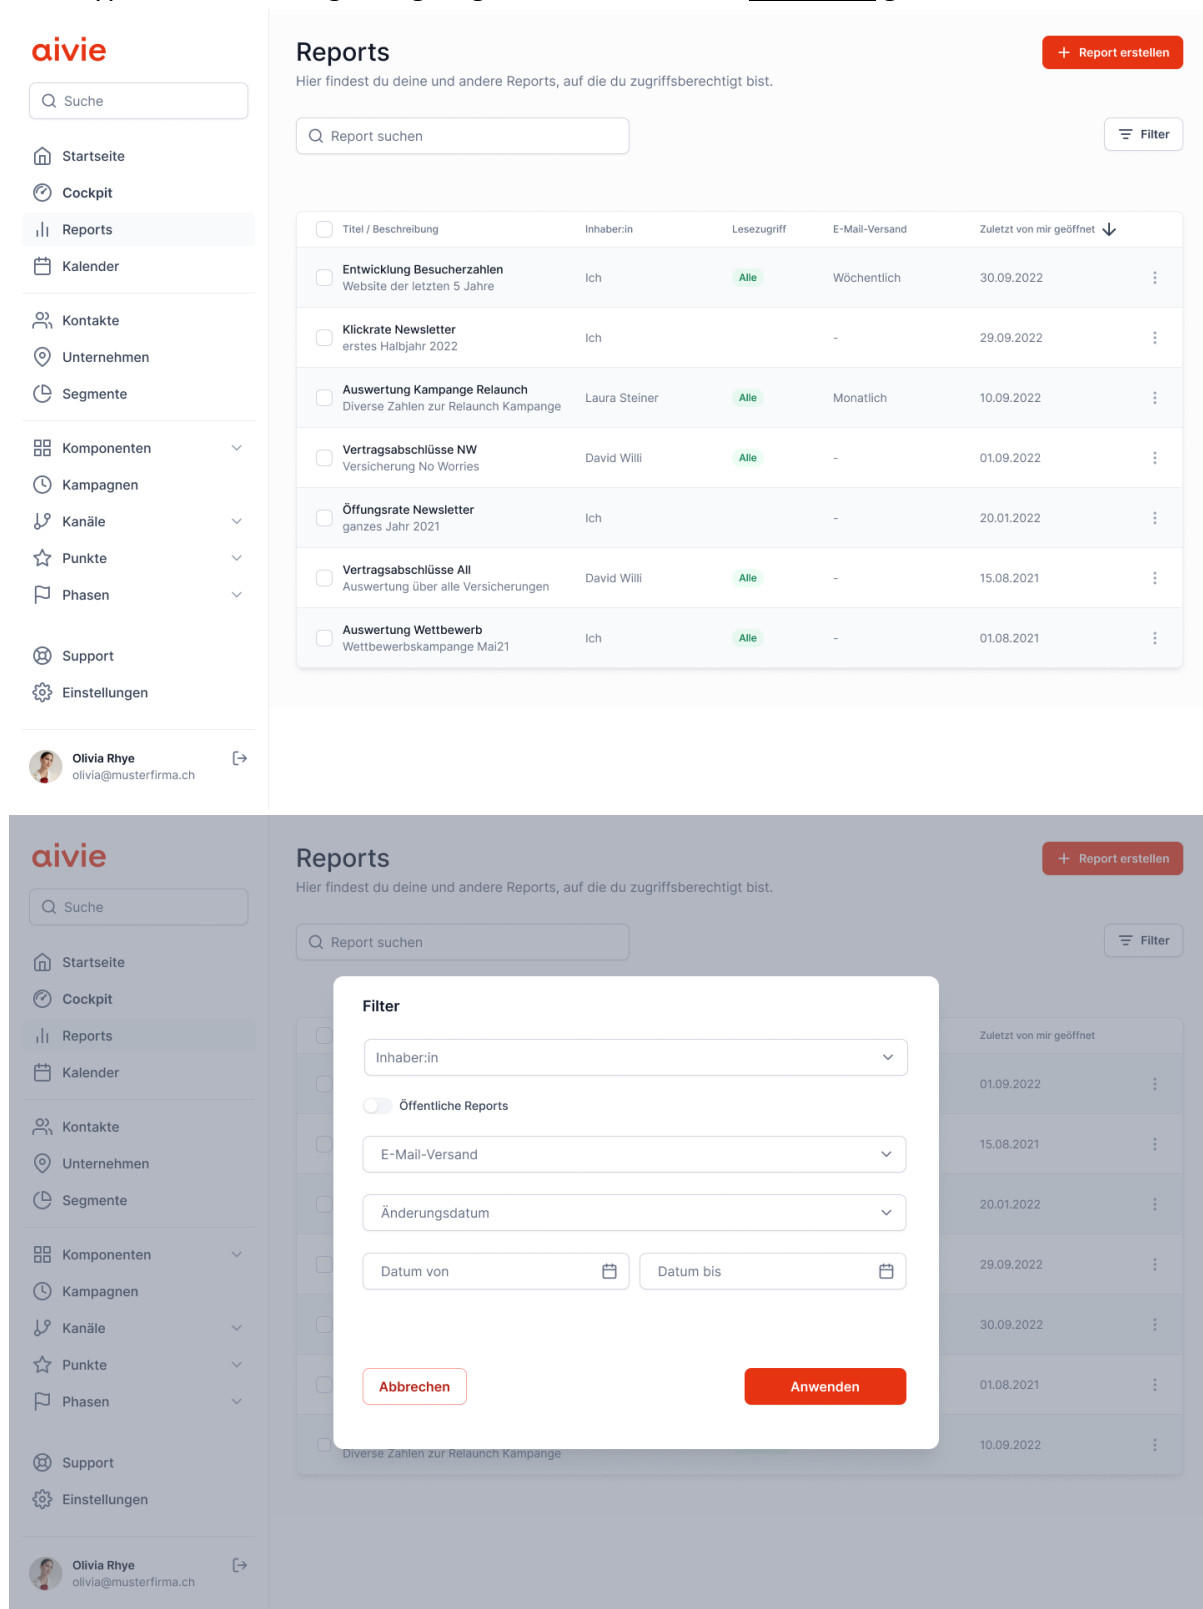 aivie
Reports
+ Report erstellen
Hier findest du deine und andere Reports, auf die du zugriffsberechtigt bist.
Suche
Report suchen
Filter
Startseite
Cockpit
Reports
Kalender
Kontakte
Unternehmen
Segmente
Komponenten
Kampagnen
Kanäle
Punkte
Phasen
Support
Einstellungen
Olivia Rhye
olivia@musterfirma.ch
Titel / Beschreibung Inhaber:in Lesezugriff E-Mail-Versand Zuletzt von mir geöffnet
Entwicklung Besucherzahlen
Website der letzten 5 Jahre
Ich Alle Wöchentlich 30.09.2022
Klickrate Newsletter
erstes Halbjahr 2022
Ich - 29.09.2022
Auswertung Kampange Relaunch
Diverse Zahlen zur Relaunch Kampange
Laura Steiner Alle Monatlich 10.09.2022
Vertragsabschlüsse NW
Versicherung No Worries
David Willi Alle - 01.09.2022
Öffungsrate Newsletter
ganzes Jahr 2021
Ich - 20.01.2022
Vertragsabschlüsse All
Auswertung über alle Versicherungen
David Willi Alle - 15.08.2021
Auswertung Wettbewerb
Wettbewerbskampange Mai21
Ich Alle - 01.08.2021
aivie
Reports
+ Report erstellen
Hier findest du deine und andere Reports, auf die du zugriffsberechtigt bist.
Suche
Report suchen
Filter
Startseite
Cockpit
Reports
Kalender
Kontakte
Unternehmen
Segmente
Komponenten
Kampagnen
Kanäle
Punkte
Phasen
Support
Einstellungen
Olivia Rhye
olivia@musterfirma.ch
Filter
Inhaber:in
Öffentliche Reports
E-Mail-Versand
Änderungsdatum
Datum von
Datum bis
Abbrechen
Anwenden
Zuletzt von mir geöffnet
01.09.2022
15.08.2021
20.01.2022
29.09.2022
30.09.2022
01.08.2021
10.09.2022
Diverse Zahlen zur Relaunch Kampange